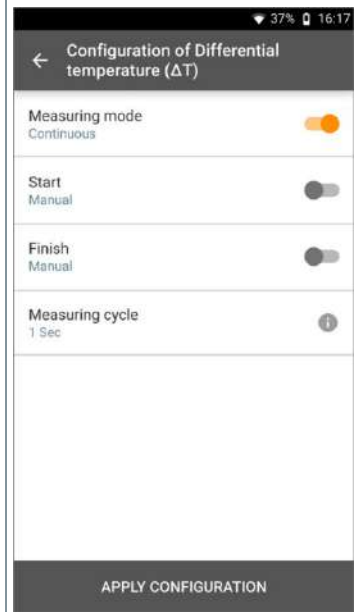 37% 16:17
Configuration of Differential
temperature (ΔT)
Measuring mode
Continuous
Start
Manual
Finish
Manual
Measuring cycle
1 Sec
APPLY CONFIGURATION